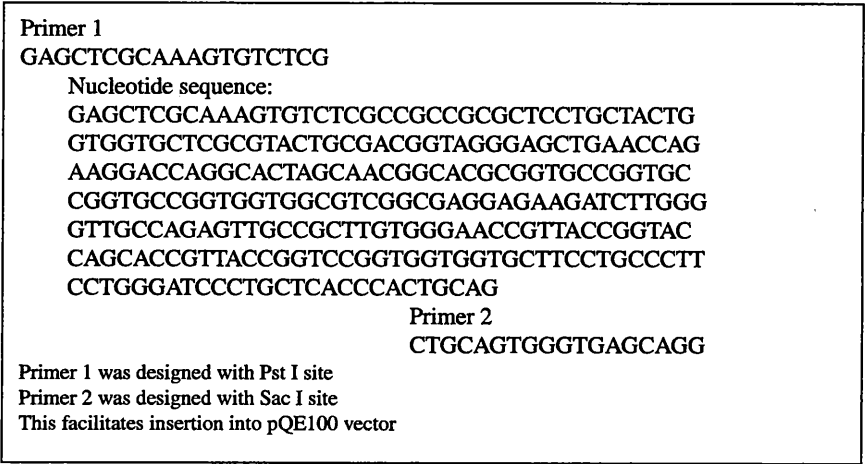 Primer 1
GAGCTCGCAAAGTGTCTCG
Nucleotide sequence:
GAGCTCGCAAAGTGTCTCGCCGCCGCGCTCCTGCTACTG
GTGGTGCTCGCGTACTGCGACGGTAGGGAGCTGAACCAG
AAGGACCAGGCACTAGCAACGGCACGCGGTGCCGGTGC
CGGTGCCGGTGGTGGCGTCGGCGAGGAGAAGATCTTGGG
GTTGCCAGAGTTGCCGCTTGTGGGAACCGTTACCGGTAC
CAGCACCGTTACCGGTCCGGTGGTGGTGCTTCCTGCCCTT
CCTGGGATCCCTGCTCACCCACTGCAG
Primer 2
CTGCAGTGGGTGAGCAGG
Primer 1 was designed with Pst I site
Primer 2 was designed with Sac I site
This facilitates insertion into pQE100 vector